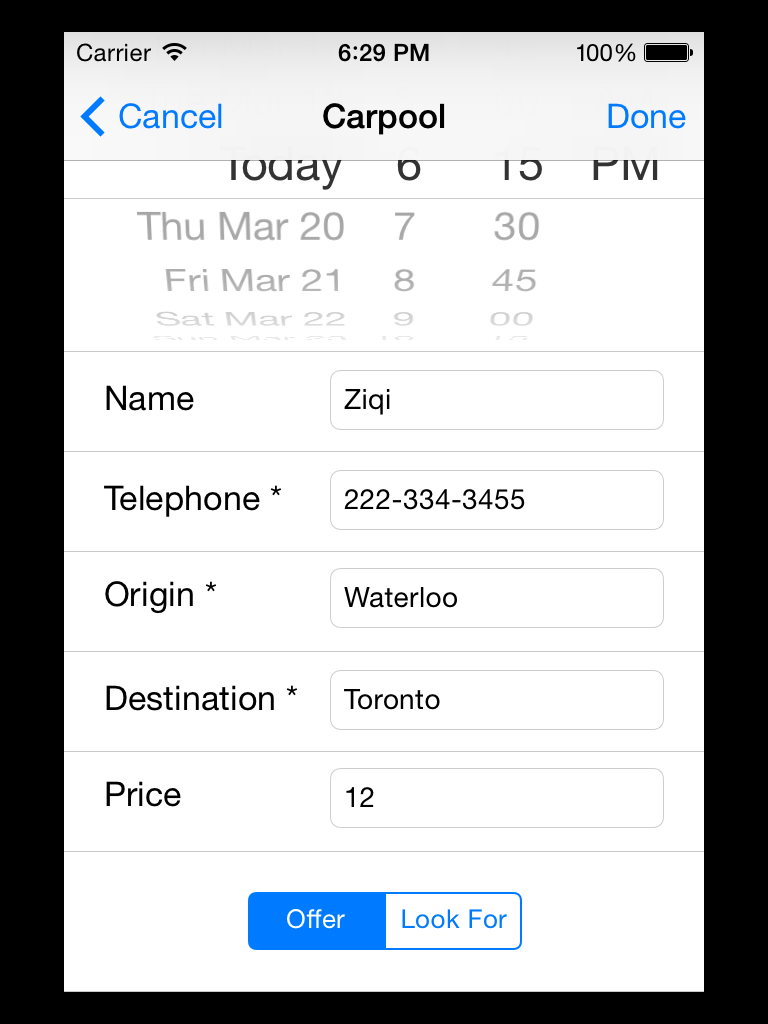 Carrier 6:29 PM 100%
Cancel Carpool Done
Today 6 15 PM
Thu Mar 20 7 30
Fri Mar 21 8 45
Sat Mar 22 9 00
Name Ziqi
Telephone * 222-334-3455
Origin * Waterloo
Destination * Toronto
Price 12
Offer Look For